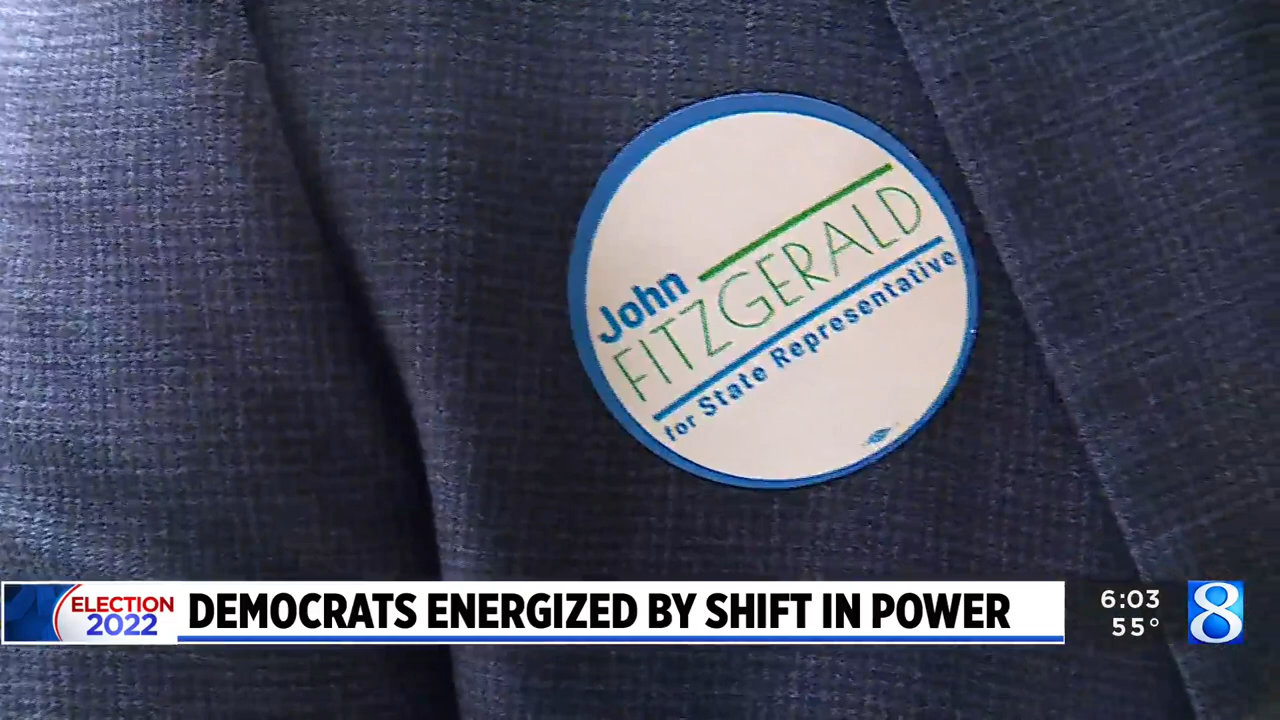 John
FITZGERALD
for State Representative
ELECTION
2022
DEMOCRATS ENERGIZED BY SHIFT IN POWER
6:03
55°
8